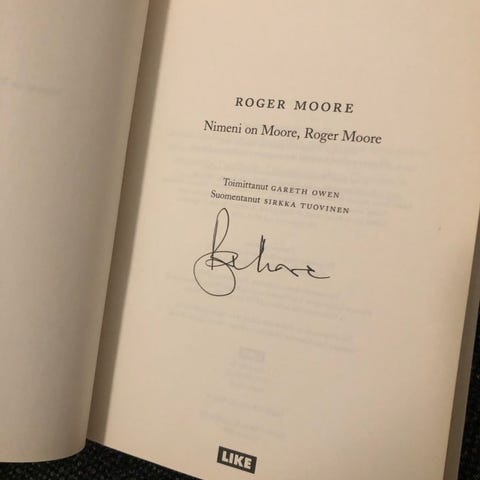 ROGER MOORE
Nimeni on Moore, Roger Moore
Toimittanut GARETH OWEN
Suomentanut SIRKKA TUOVINEN
LIKE